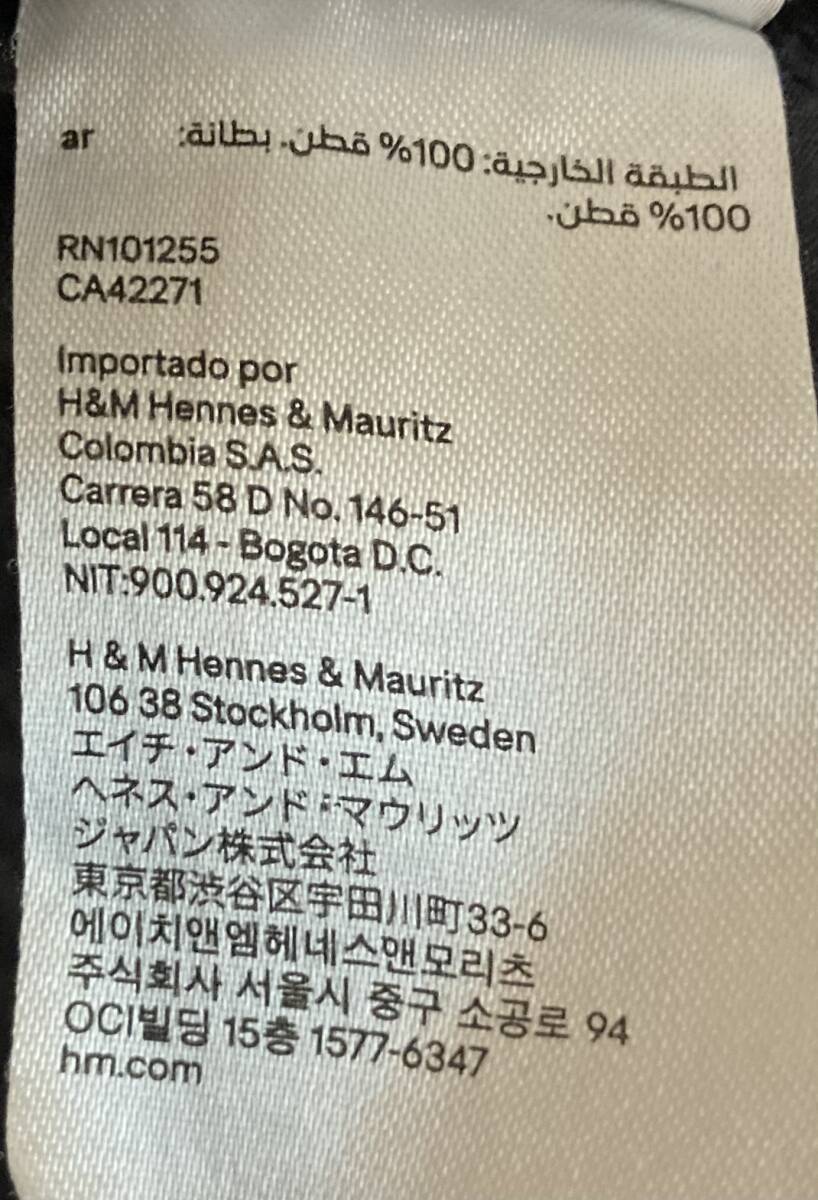 ar الطبقة الخارجية: 100% قطن. بطانة:
100% قطن.
RN101255
CA42271
Importado por
H&M Hennes & Mauritz
Colombia S.A.S.
Carrera 58 D No. 146-51
Local 114 - Bogota D.C.
NIT:900.924.527-1
H & M Hennes & Mauritz
106 38 Stockholm, Sweden
エイチ・アンド・エム
ヘネス・アンド・マウリッツ
ジャパン株式会社
東京都渋谷区宇田川町33-6
에이치앤엠헤네스앤모리츠
주식회사 서울시 중구 소공로 94
OCI빌딩 15층 1577-6347
hm.com